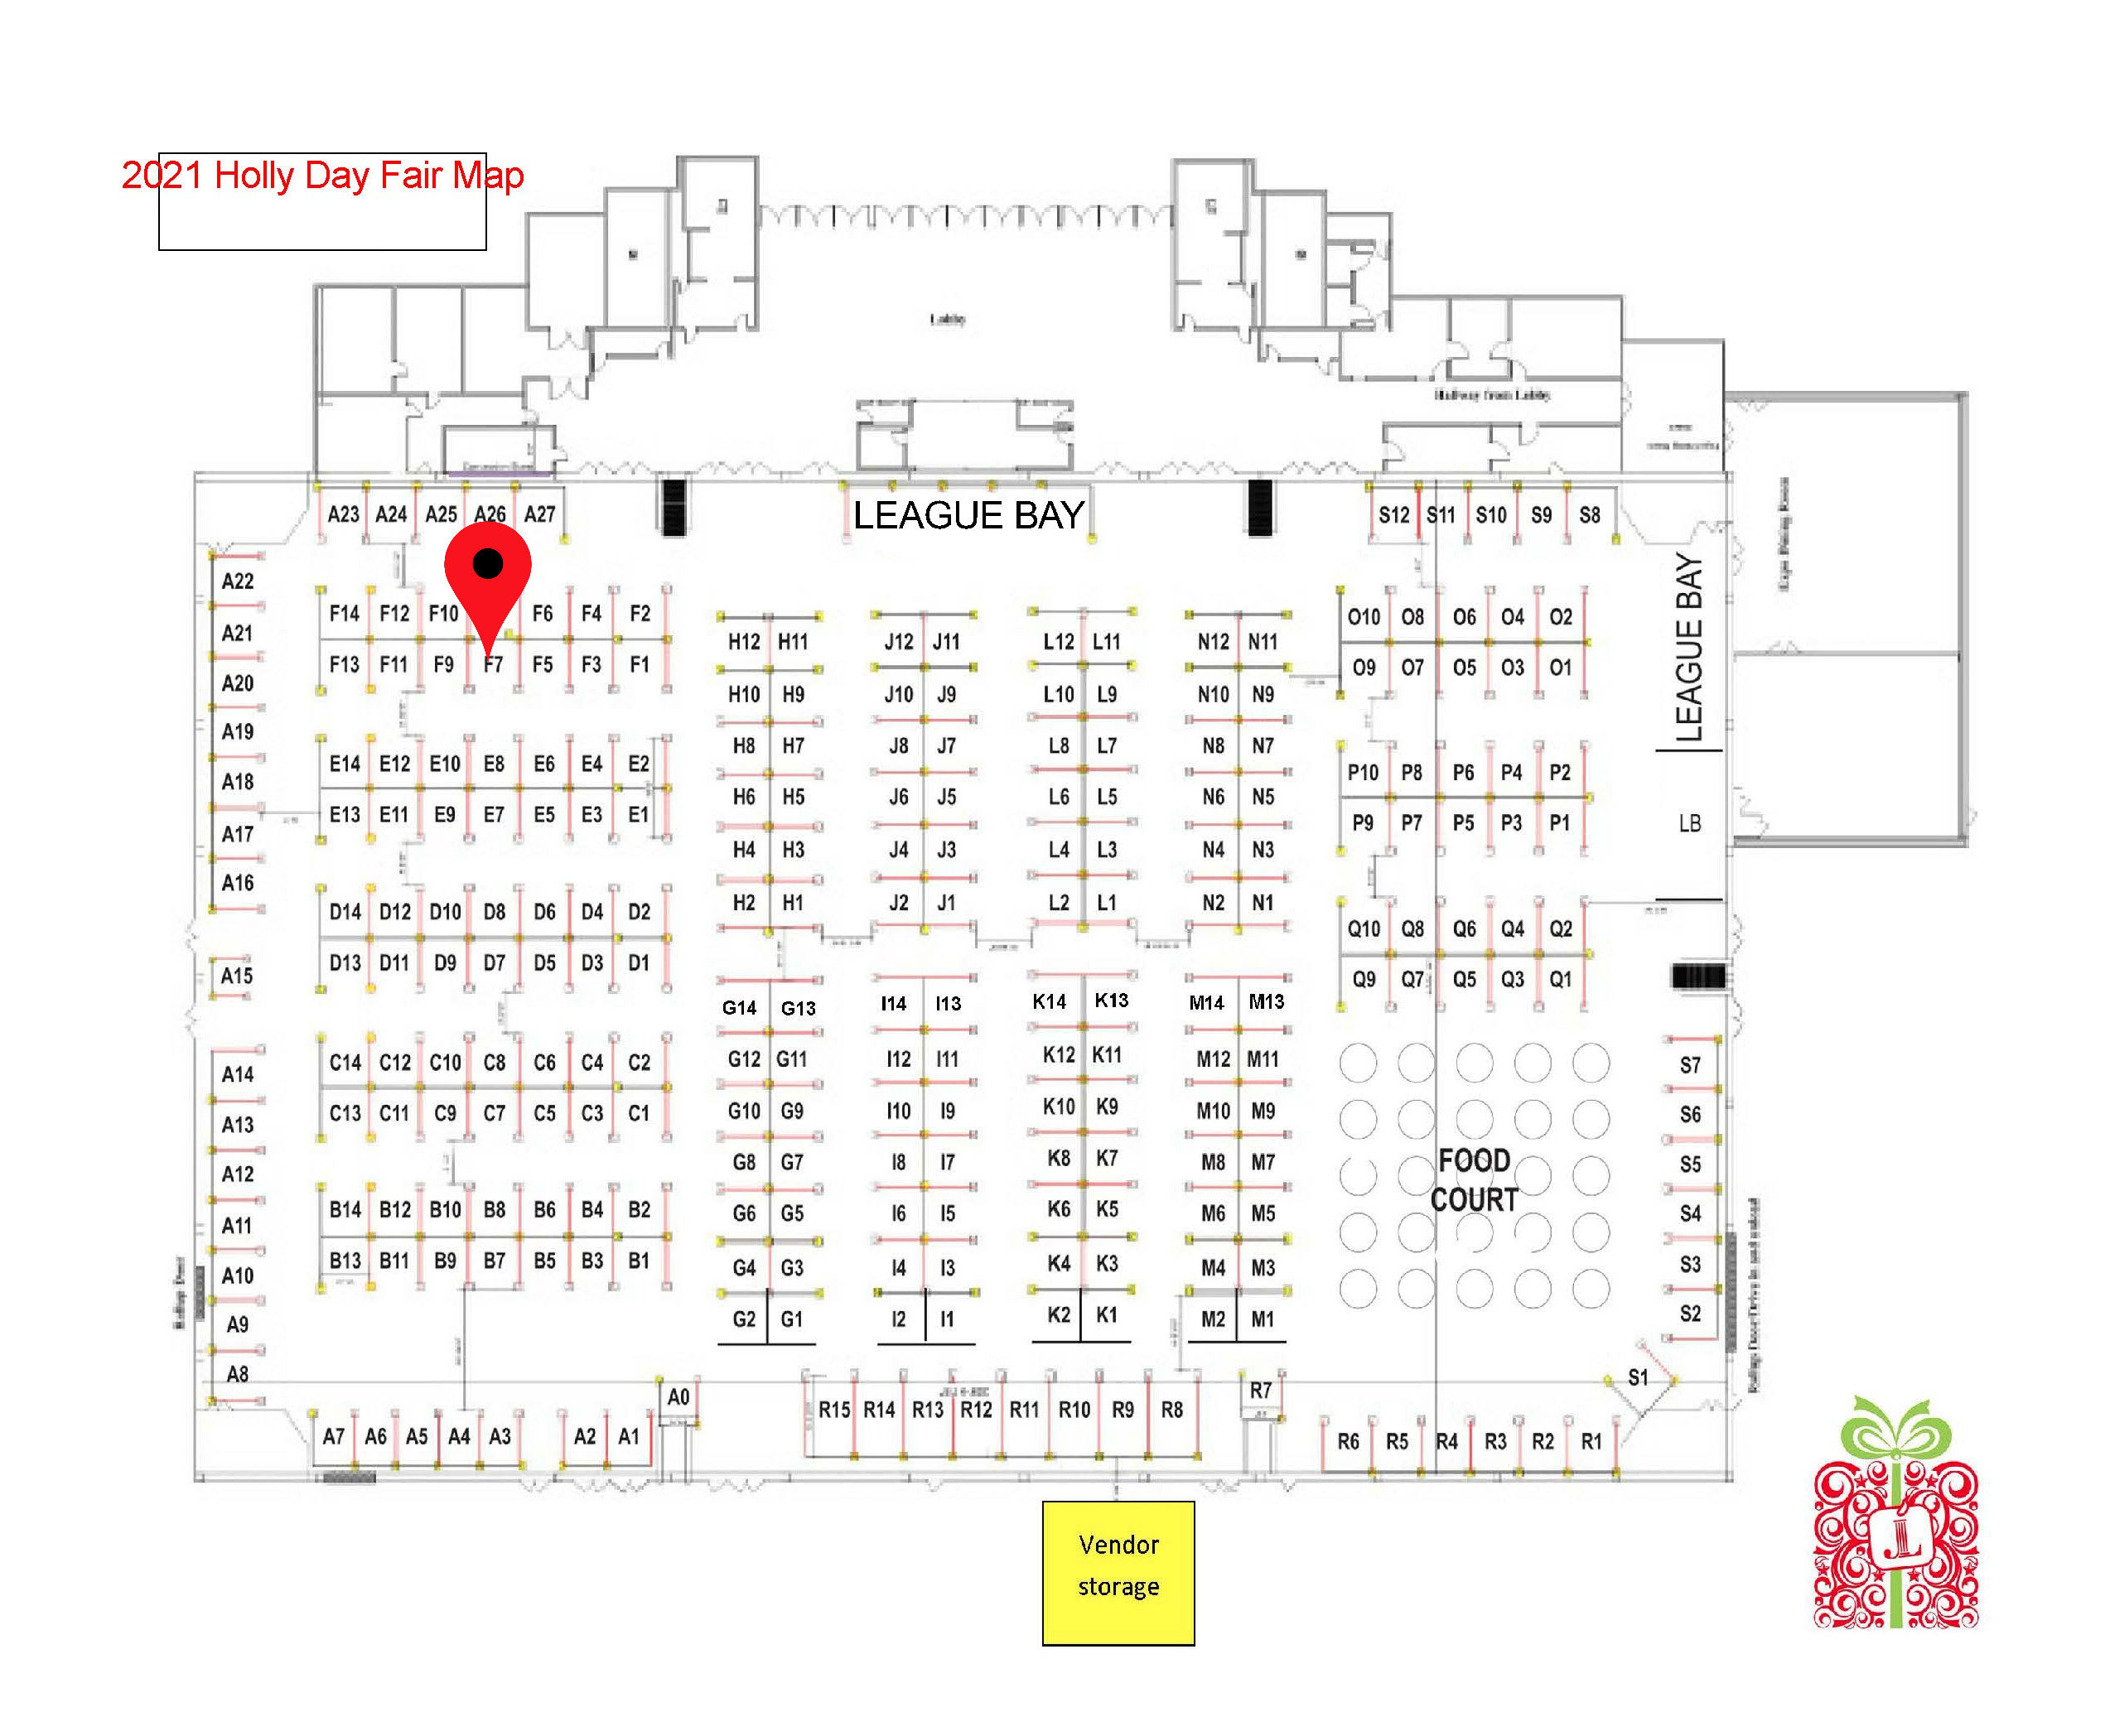 2021 Holly Day Fair Map
Lobby
Hallway from Lobby
LEAGUE BAY
A23 A24 A25 A26 A27
S12 S11 S10 S9 S8
A22
A21
A20
A19
A18
A17
A16
A15
A14
A13
A12
A11
A10
A9
A8
F14 F12 F10 F6 F4 F2
F13 F11 F9 F7 F5 F3 F1
E14 E12 E10 E8 E6 E4 E2
E13 E11 E9 E7 E5 E3 E1
D14 D12 D10 D8 D6 D4 D2
D13 D11 D9 D7 D5 D3 D1
C14 C12 C10 C8 C6 C4 C2
C13 C11 C9 C7 C5 C3 C1
B14 B12 B10 B8 B6 B4 B2
B13 B11 B9 B7 B5 B3 B1
H12 H11 J12 J11 L12 L11 N12 N11
H10 H9 J10 J9 L10 L9 N10 N9
H8 H7 J8 J7 L8 L7 N8 N7
H6 H5 J6 J5 L6 L5 N6 N5
H4 H3 J4 J3 L4 L3 N4 N3
H2 H1 J2 J1 L2 L1 N2 N1
G14 G13 I14 I13 K14 K13 M14 M13
G12 G11 I12 I11 K12 K11 M12 M11
G10 G9 I10 I9 K10 K9 M10 M9
G8 G7 I8 I7 K8 K7 M8 M7
G6 G5 I6 I5 K6 K5 M6 M5
G4 G3 I4 I3 K4 K3 M4 M3
G2 G1 I2 I1 K2 K1 M2 M1
O10 O8 O6 O4 O2
O9 O7 O5 O3 O1
P10 P8 P6 P4 P2
P9 P7 P5 P3 P1
Q10 Q8 Q6 Q4 Q2
Q9 Q7 Q5 Q3 Q1
LEAGUE BAY
LB
FOOD
COURT
S7
S6
S5
S4
S3
S2
S1
A7 A6 A5 A4 A3 A2 A1
A0
R15 R14 R13 R12 R11 R10 R9 R8
R7
R6 R5 R4 R3 R2 R1
Vendor
storage
JL